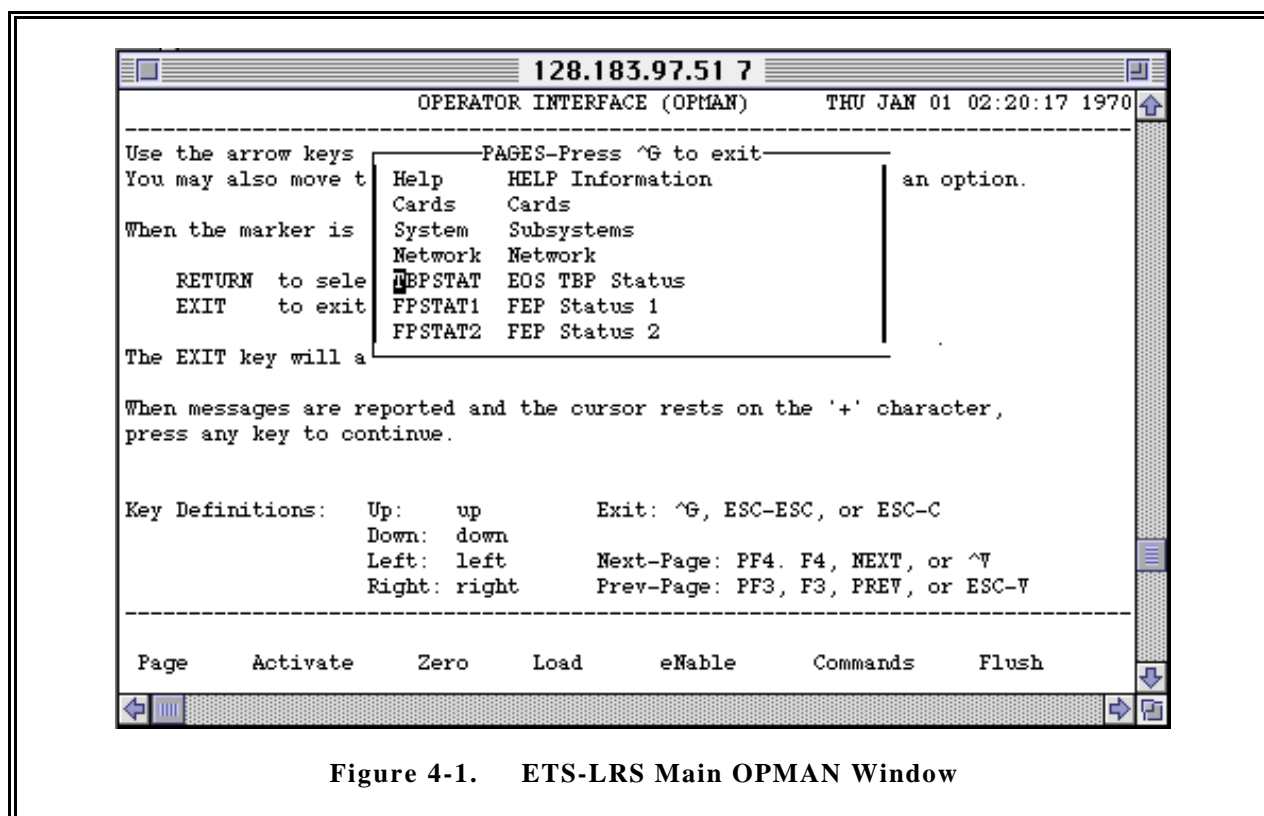 128.183.97.51 7
OPERATOR INTERFACE (OPMAN) THU JAN 01 02:20:17 1970
Use the arrow keys PAGES-Press ^G to exit
You may also move t Help HELP Information an option.
Cards Cards
When the marker is System Subsystems
Network Network
RETURN to sele TBPSTAT EOS TBP Status
EXIT to exit FPSTAT1 FEP Status 1
FPSTAT2 FEP Status 2
The EXIT key will a .
When messages are reported and the cursor rests on the '+' character,
press any key to continue.
Key Definitions: Up: up Exit: ^G, ESC-ESC, or ESC-C
Down: down
Left: left Next-Page: PF4. F4, NEXT, or ^V
Right: right Prev-Page: PF3, F3, PREV, or ESC-V
Page Activate Zero Load eNable Commands Flush
Figure 4-1. ETS-LRS Main OPMAN Window